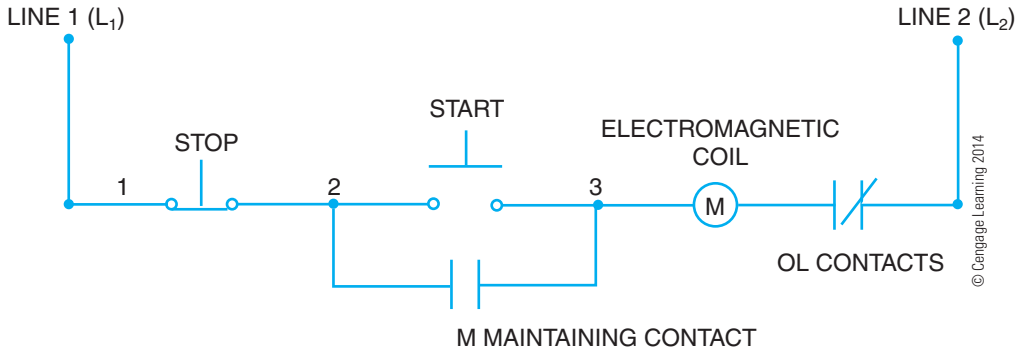 LINE 1 (L₁)
LINE 2 (L₂)
START
STOP
ELECTROMAGNETIC
COIL
1
2
3
M
OL CONTACTS
M MAINTAINING CONTACT
© Cengage Learning 2014